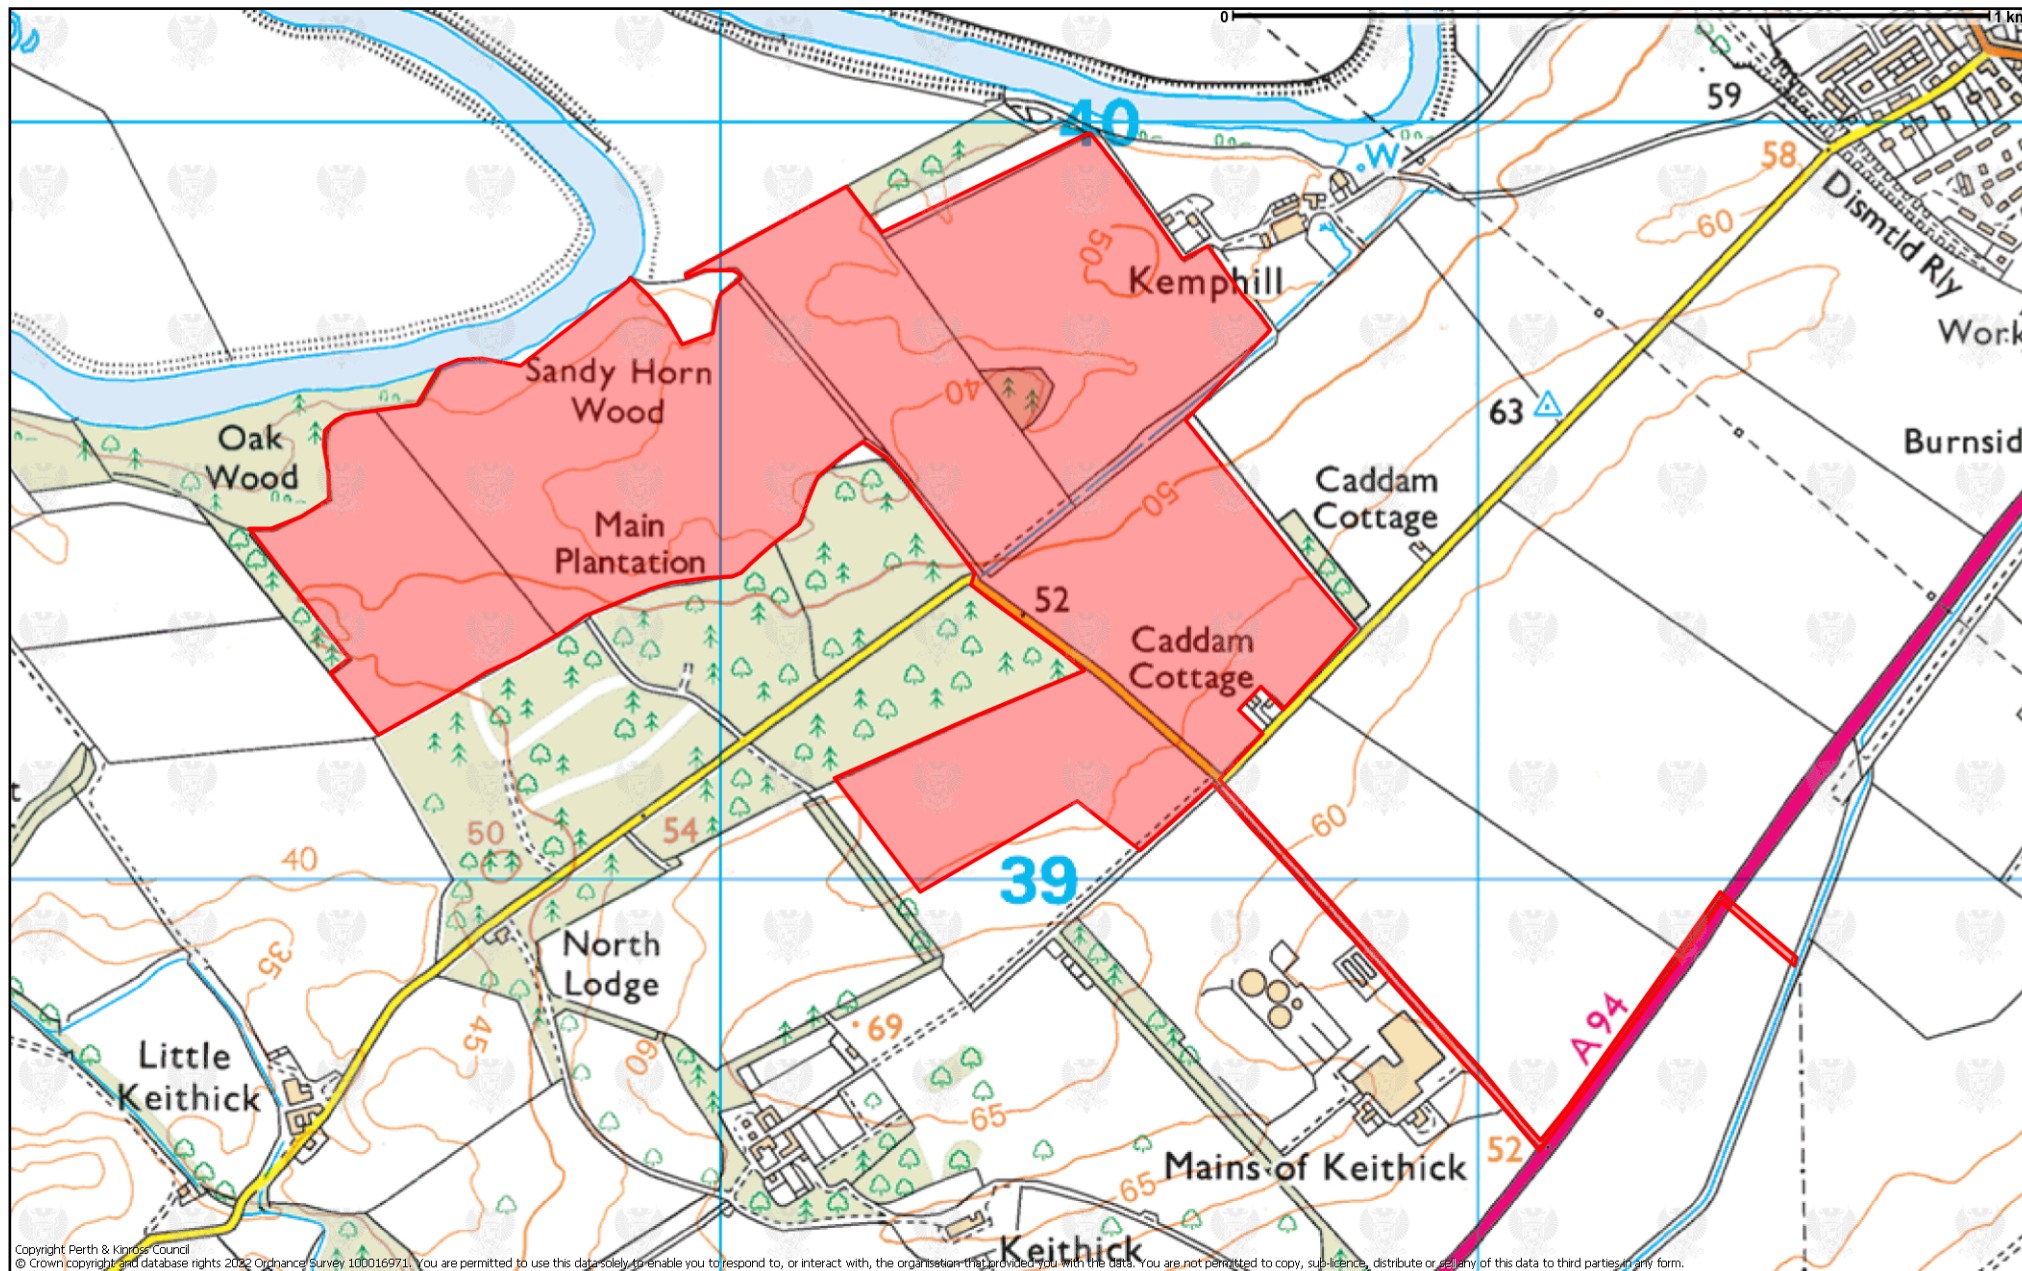 0
1 km
59
40
W
58
60
Dismtld Rly
50
Kemphill
Work
Sandy Horn
Wood
40
63
Oak
Wood
Burnsid
Caddam
Cottage
50
Main
Plantation
52
Caddam
Cottage
t
60
50
54
40
39
35
North
Lodge
69
A 94
45
60
Little
Keithick
65
52
Mains of Keithick
65
Keithick
Copyright Perth & Kinross Council
© Crown copyright and database rights 2022 Ordnance Survey 100016971. You are permitted to use this data solely to enable you to respond to, or interact with, the organisation that provided you with the data. You are not permitted to copy, sub-licence, distribute or sell any of this data to third parties in any form.